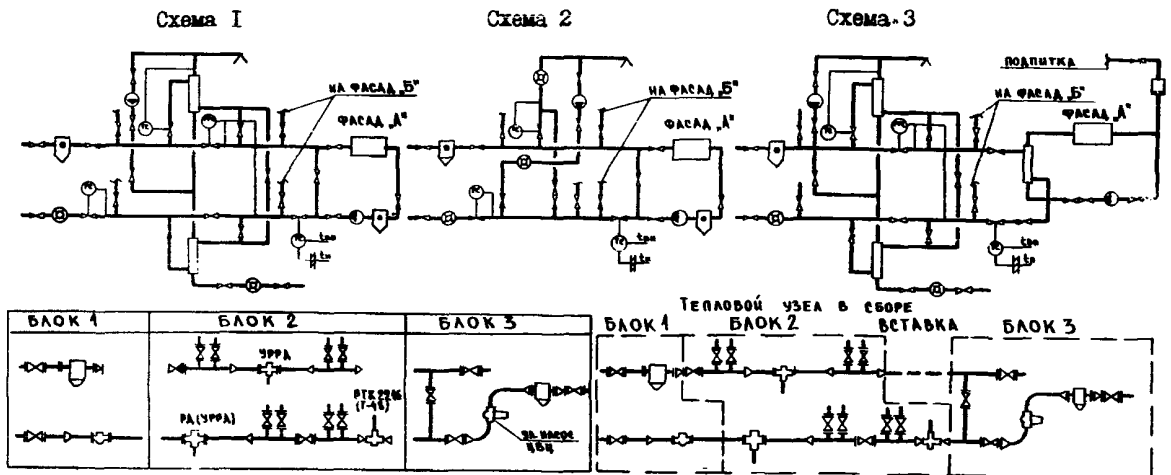 Схема I
Схема 2
Схема 3
НА ФАСАД „Б"
ФАСАД „А"
НА ФАСАД „Б"
ФАСАД „А"
ПОДПИТКА
НА ФАСАД „Б"
ФАСАД „А"
БЛОК 1
БЛОК 2
БЛОК 3
УРРА
РА (УРРА)
ЦВЦ
ТЕПЛОВОЙ УЗЕЛ В СБОРЕ
БЛОК 1
БЛОК 2
ВСТАВКА
БЛОК 3